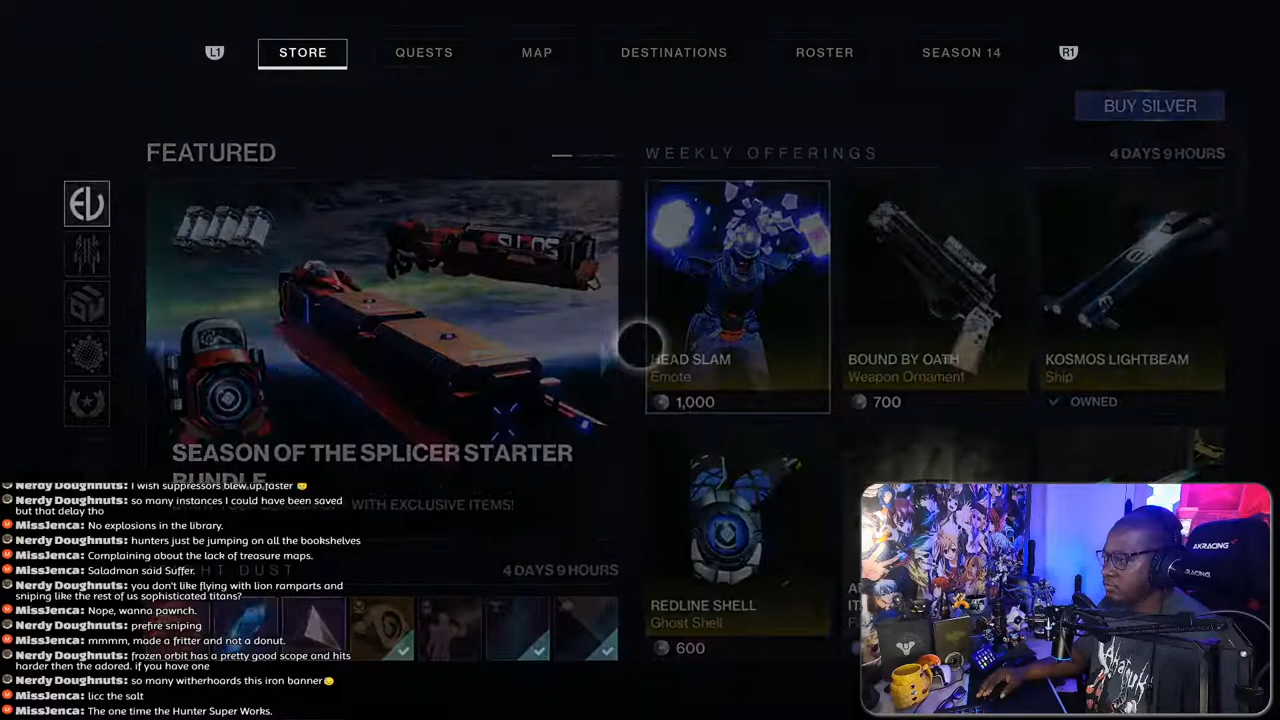 L1 STORE QUESTS MAP DESTINATIONS ROSTER SEASON 14 R1
BUY SILVER
FEATURED
WEEKLY OFFERINGS 4 DAYS 9 HOURS
HEAD SLAM
Emote
1,000
BOUND BY OATH
Weapon Ornament
700
KOSMOS LIGHTBEAM
Ship
OWNED
SEASON OF THE SPLICER STARTER
BUNDLE
WITH EXCLUSIVE ITEMS!
4 DAYS 9 HOURS
REDLINE SHELL
Ghost Shell
600
Nerdy Doughnuts: I wish suppressors blew up faster
Nerdy Doughnuts: so many instances I could have been saved
but that delay tho
MissJenca: No explosions in the library.
Nerdy Doughnuts: hunters just be jumping on all the bookshelves
MissJenca: Complaining about the lack of treasure maps.
MissJenca: Saladman said Suffer.
Nerdy Doughnuts: you don't like flying with lion ramparts and
sniping like the rest of us sophisticated titans?
MissJenca: Nope, wanna pawnch.
Nerdy Doughnuts: prefire sniping
MissJenca: mmmm, made a fritter and not a donut.
Nerdy Doughnuts: frozen orbit has a pretty good scope and hits
harder then the adored. if you have one
Nerdy Doughnuts: so many witherhoards this iron banner
MissJenca: licc the salt
MissJenca: The one time the Hunter Super Works.
AKRACING